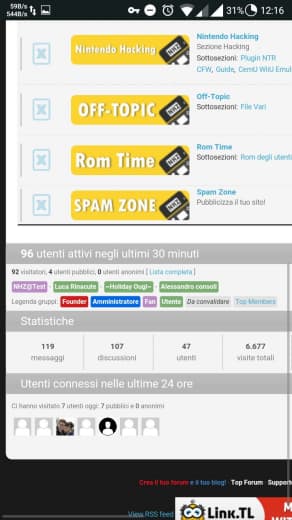 59B/s
544B/s
31%
12:16
Nintendo Hacking
NHZ
Nintendo Hacking
Sezione Hacking
Sottosezioni: Plugin NTR
CFW, Guide, CemU WiiU Emul
OFF-TOPIC
NHZ
Off-Topic
Sottosezioni: File Vari
Rom Time
NHZ
Rom Time
Sottosezioni: Rom degli utenti
SPAM ZONE
NHZ
Spam Zone
Pubblicizza il tuo sito!
96 utenti attivi negli ultimi 30 minuti
92 visitatori, 4 utenti pubblici, 0 utenti anonimi [ Lista completa ]
NHZ@Test - Luca Rinacute - ~Holiday Ougi~ - Alessandro consoli
Legenda gruppi: Founder Amministratore Fan Utente Da convalidare Top Members
Statistiche
119 107 47 6.677
messaggi discussioni utenti visite totali
Utenti connessi nelle ultime 24 ore
Ci hanno visitato 7 utenti oggi: 7 pubblici e 0 anonimi
Crea il tuo forum e il tuo blog! · Top Forum · Support
View RSS feed
Link.TL